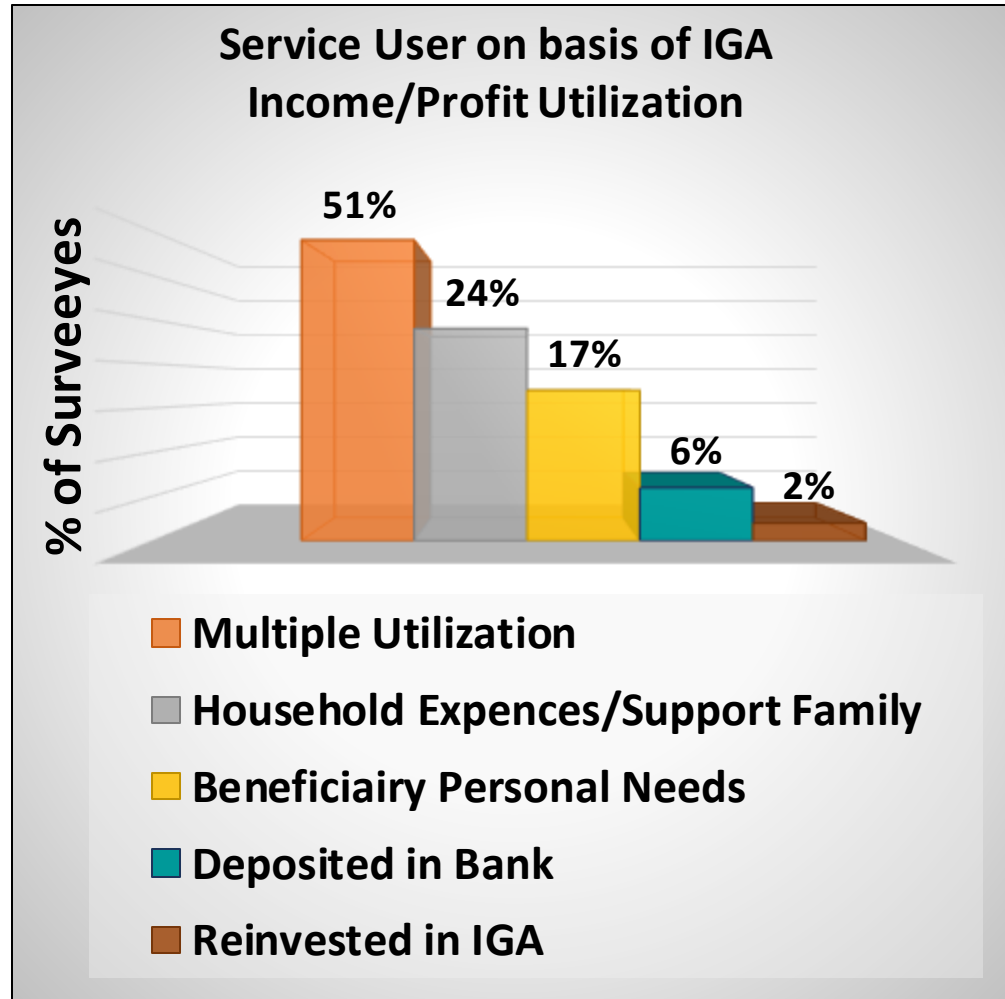 Service User on basis of IGA
Income/Profit Utilization
% of Surveeyes
51%
24%
17%
6%
2%
Multiple Utilization
Household Expences/Support Family
Beneficiairy Personal Needs
Deposited in Bank
Reinvested in IGA